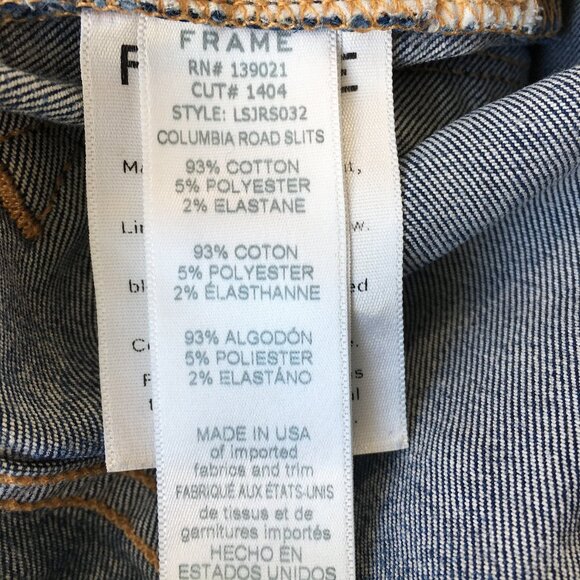 FRAME
RN# 139021
CUT# 1404
STYLE: LSJRS032
COLUMBIA ROAD SLITS
93% COTTON
5% POLYESTER
2% ELASTANE
93% COTON
5% POLYESTER
2% ÉLASTHANNE
93% ALGODÓN
5% POLIESTER
2% ELASTÁNO
MADE IN USA
of imported
fabrics and trim
FABRIQUÉ AUX ÉTATS-UNIS
de tissus et de
garnitures importés
HECHO EN
ESTADOS UNIDOS